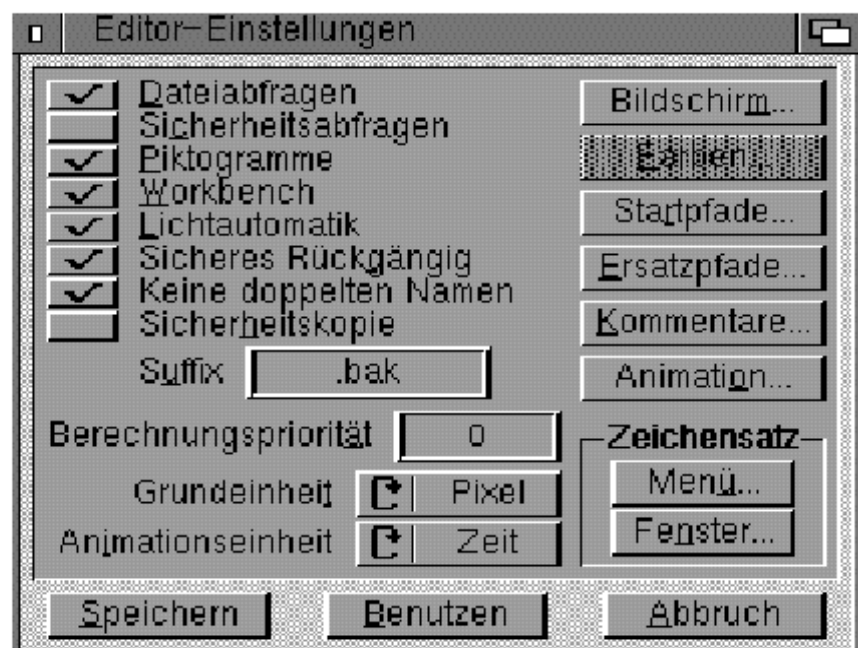 Editor-Einstellungen
Dateiabfragen
Sicherheitsabfragen
Piktogramme
Workbench
Lichtautomatik
Sicheres Rückgängig
Keine doppelten Namen
Sicherheitskopie
Suffix .bak
Berechnungspriorität 0
Grundeinheit Pixel
Animationseinheit Zeit
Bildschirm...
Farben...
Startpfade...
Ersatzpfade...
Kommentare...
Animation...
Zeichensatz
Menü...
Fenster...
Speichern Benutzen Abbruch